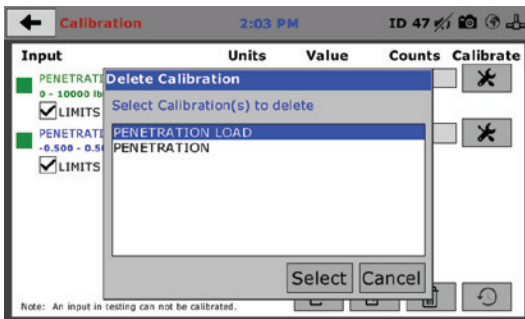 Calibration 2:03 PM ID 47
Input Units Value Counts Calibrate
PENETRATI
0 - 10000 lb
LIMITS
PENETRATI
-0.500 - 0.50
LIMITS
Delete Calibration
Select Calibration(s) to delete
PENETRATION LOAD
PENETRATION
Select Cancel
Note: An input in testing can not be calibrated.